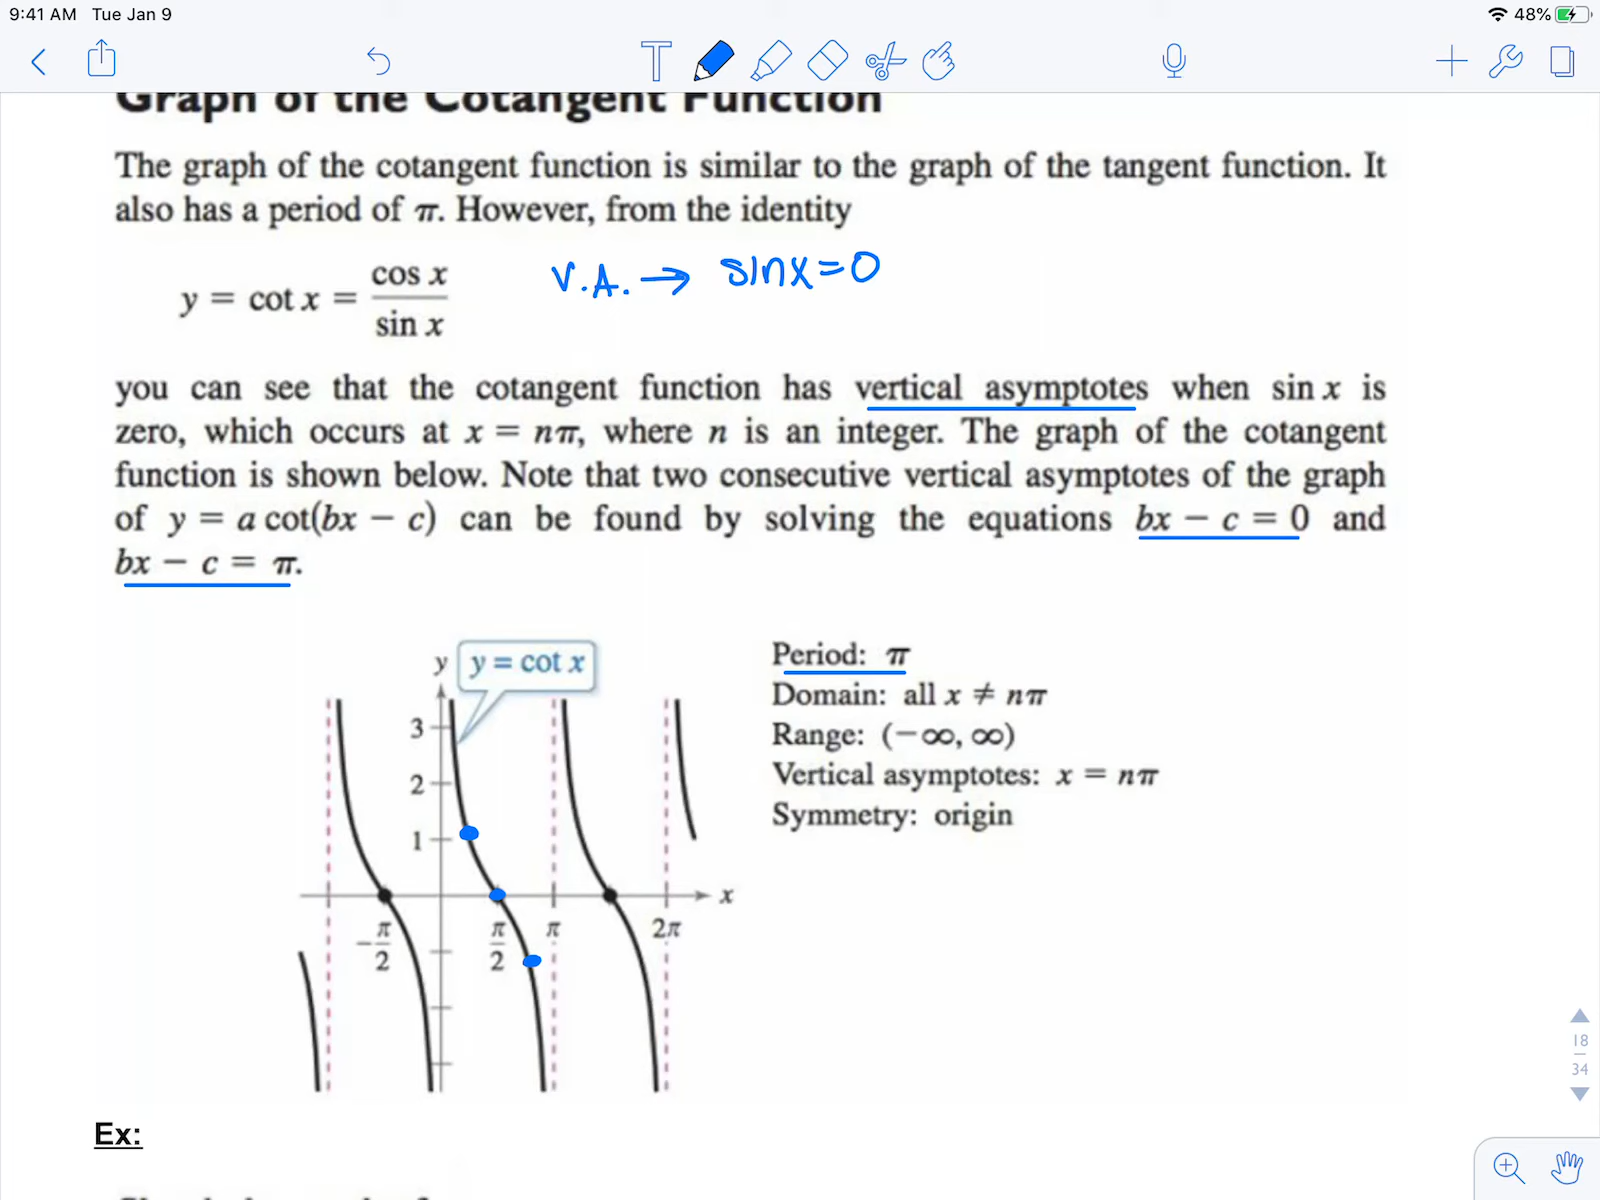 9:41 AM Tue Jan 9
48%
T
Graph of the Cotangent Function
The graph of the cotangent function is similar to the graph of the tangent function. It
also has a period of π. However, from the identity
y = cot x = cos x / sin x
V.A. → sinx=0
you can see that the cotangent function has vertical asymptotes when sin x is
zero, which occurs at x = nπ, where n is an integer. The graph of the cotangent
function is shown below. Note that two consecutive vertical asymptotes of the graph
of y = a cot(bx − c) can be found by solving the equations bx − c = 0 and
bx − c = π.
y
y = cot x
3
2
1
x
−π/2
π/2
π
2π
Period: π
Domain: all x ≠ nπ
Range: (−∞, ∞)
Vertical asymptotes: x = nπ
Symmetry: origin
18
34
Ex: